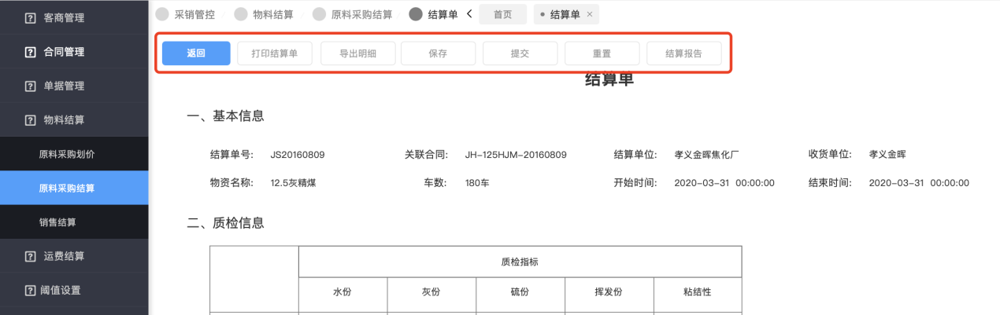 客商管理
合同管理
单据管理
物料结算
原料采购划价
原料采购结算
销售结算
运费结算
阈值设置
采销管控 / 物料结算 / 原料采购结算 / 结算单
首页
结算单 ×
返回 打印结算单 导出明细 保存 提交 重置 结算报告
结算单
一、基本信息
结算单号: JS20160809 关联合同: JH-125HJM-20160809 结算单位: 孝义金晖焦化厂 收货单位: 孝义金晖
物资名称: 12.5灰精煤 车数: 180车 开始时间: 2020-03-31 00:00:00 结束时间: 2020-03-31 00:00:00
二、质检信息
质检指标
水份 灰份 硫份 挥发份 粘结性